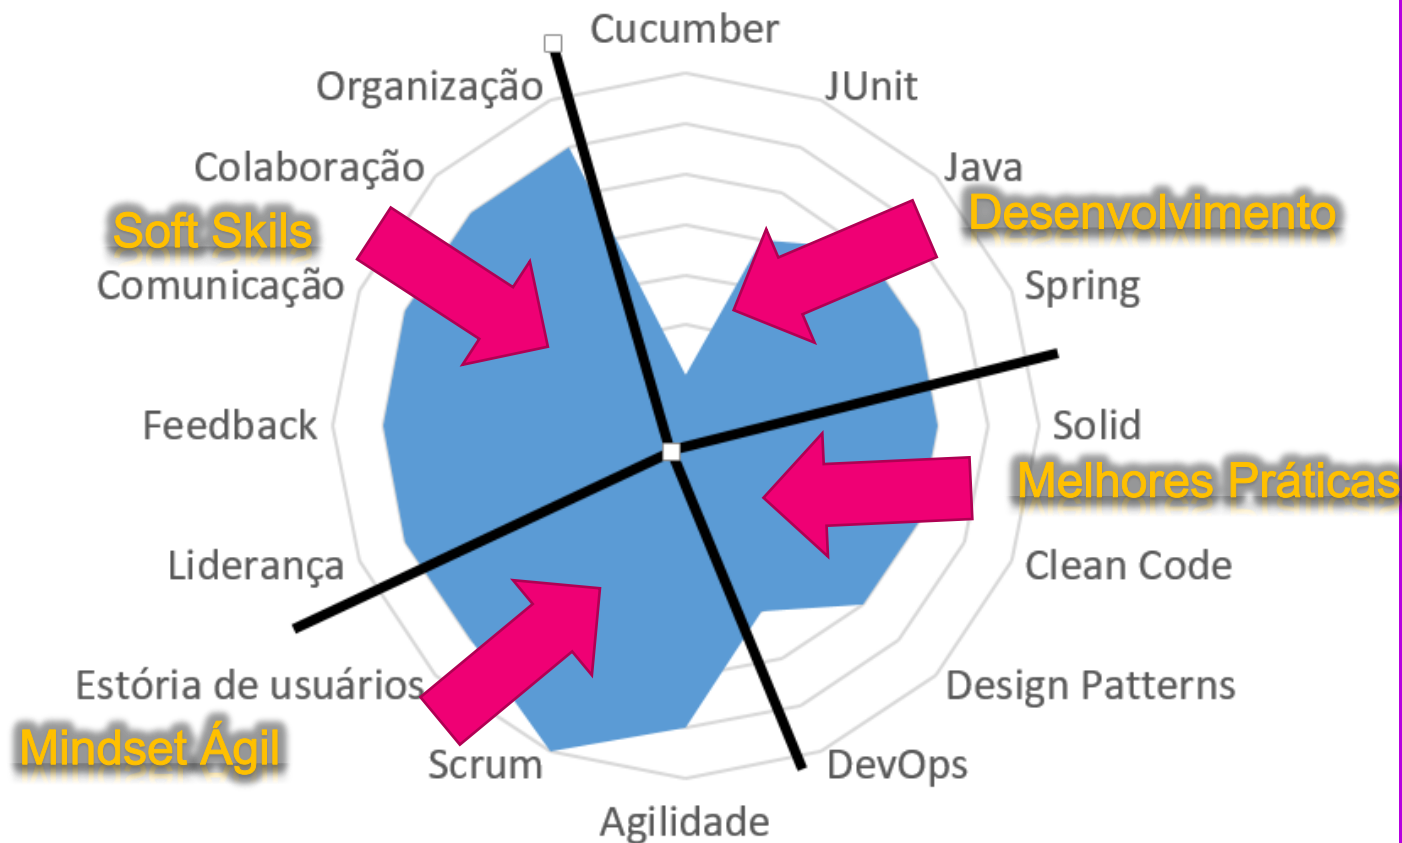 Cucumber
Organização
JUnit
Colaboração
Java
Soft Skils
Desenvolvimento
Comunicação
Spring
Feedback
Solid
Melhores Práticas
Liderança
Clean Code
Estória de usuários
Design Patterns
Mindset Ágil
Scrum
DevOps
Agilidade